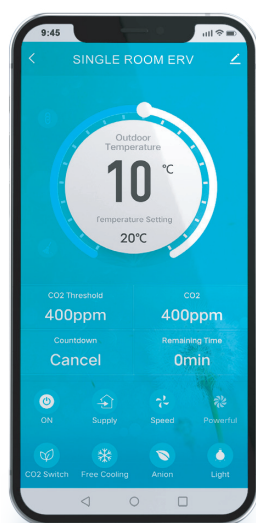 9:45
SINGLE ROOM ERV
Outdoor
Temperature
10 ℃
Temperature Setting
20℃
CO2 Threshold
CO2
400ppm
400ppm
Countdown
Remaining Time
Cancel
0min
ON
Supply
Speed
Powerful
CO2 Switch
Free Cooling
Anion
Light